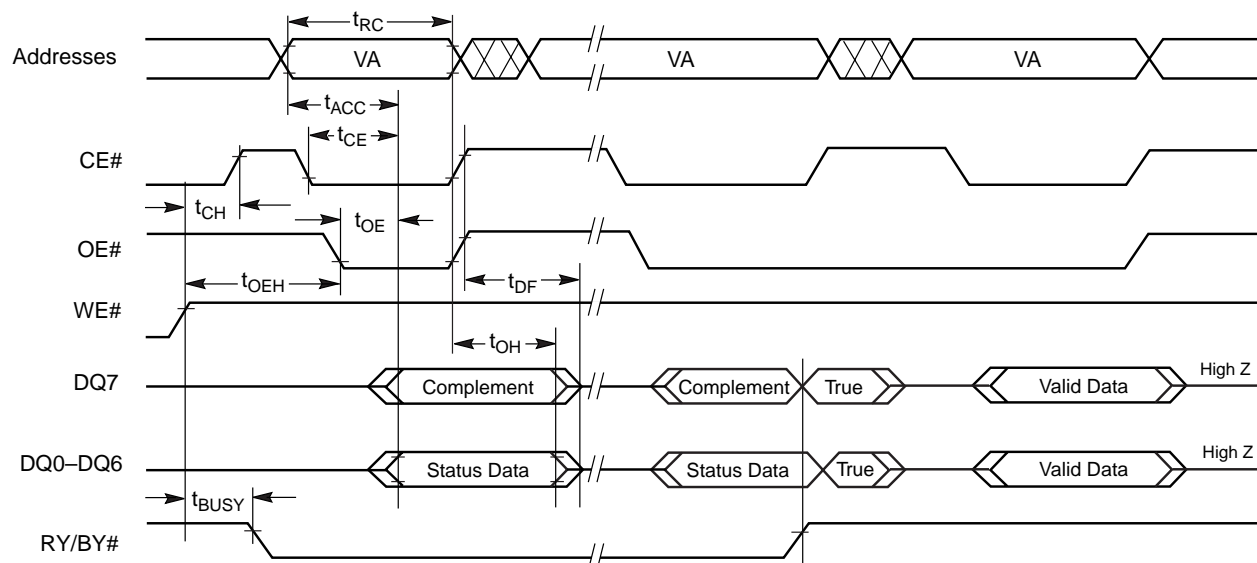 tRC
Addresses VA VA VA
tACC
tCE
CE#
tCH tOE
OE#
tOEH tDF
WE#
tOH
DQ7 Complement Complement True Valid Data High Z
DQ0–DQ6 Status Data Status Data True Valid Data High Z
tBUSY
RY/BY#